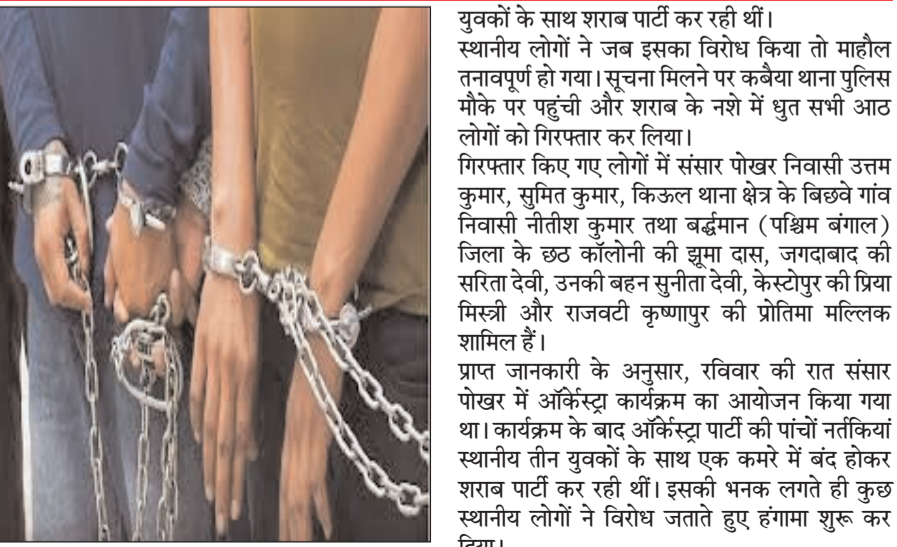 युवकों के साथ शराब पार्टी कर रही थीं।
स्थानीय लोगों ने जब इसका विरोध किया तो माहौल
तनावपूर्ण हो गया। सूचना मिलने पर कबैया थाना पुलिस
मौके पर पहुंची और शराब के नशे में धुत सभी आठ
लोगों को गिरफ्तार कर लिया।
गिरफ्तार किए गए लोगों में संसार पोखर निवासी उत्तम
कुमार, सुमित कुमार, किऊल थाना क्षेत्र के बिछवे गांव
निवासी नीतीश कुमार तथा बर्द्धमान (पश्चिम बंगाल)
जिला के छठ कॉलोनी की झूमा दास, जगदाबाद की
सरिता देवी, उनकी बहन सुनीता देवी, केस्टोपुर की प्रिया
मिस्त्री और राजवटी कृष्णापुर की प्रोतिमा मल्लिक
शामिल हैं।
प्राप्त जानकारी के अनुसार, रविवार की रात संसार
पोखर में ऑर्केस्ट्रा कार्यक्रम का आयोजन किया गया
था। कार्यक्रम के बाद ऑर्केस्ट्रा पार्टी की पांचों नर्तकियां
स्थानीय तीन युवकों के साथ एक कमरे में बंद होकर
शराब पार्टी कर रही थीं। इसकी भनक लगते ही कुछ
स्थानीय लोगों ने विरोध जताते हुए हंगामा शुरू कर
दिया।